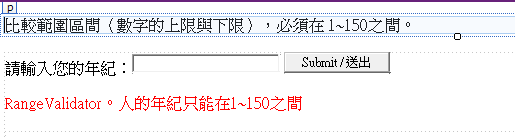 p
比較範圍區間（數字的上限與下限），必須在 1~150之間。
請輸入您的年紀：
Submit / 送出
RangeValidator。人的年紀只能在1~150之間